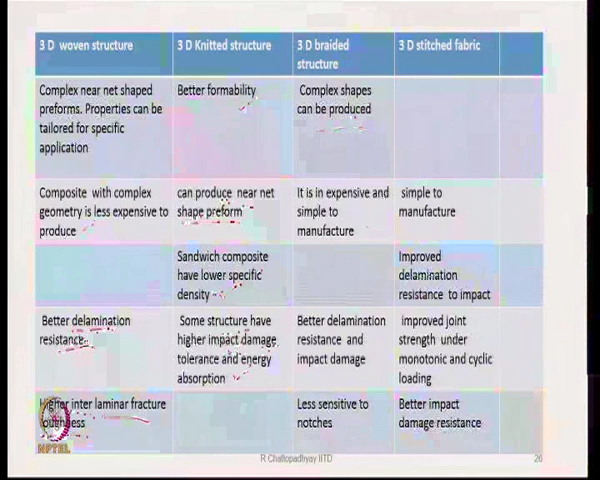 3 D woven structure
3 D Knitted structure
3 D braided
structure
3 D stitched fabric
Complex near net shaped
preforms. Properties can be
tailored for specific
application
Better formability
Complex shapes
can be produced
Composite with complex
geometry is less expensive to
produce
can produce near net
shape preform
It is in expensive and
simple to
manufacture
simple to
manufacture
Sandwich composite
have lower specific
density -
Improved
delamination
resistance to impact
Better delamination
resistance
Some structure have
higher impact damage
tolerance and energy
absorption
Better delamination
resistance and
impact damage
improved joint
strength under
monotonic and cyclic
loading
Higher inter laminar fracture
toughness
Less sensitive to
notches
Better impact
damage resistance
NPTEL
R Chattopadhyay IITD
26